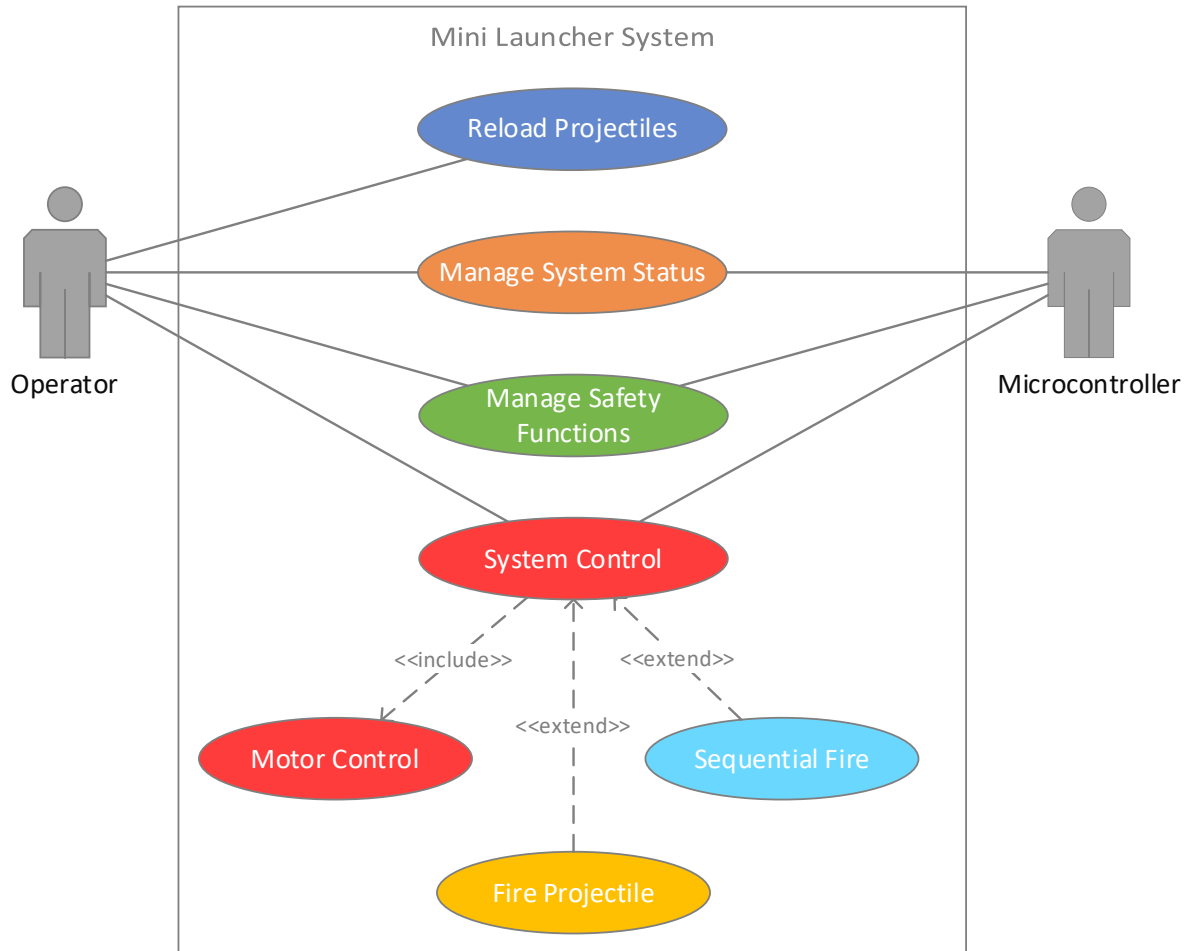 Mini Launcher System
Reload Projectiles
Manage System Status
Operator
Microcontroller
Manage Safety
Functions
System Control
<<include>>
<<extend>>
<<extend>>
Motor Control
Sequential Fire
Fire Projectile